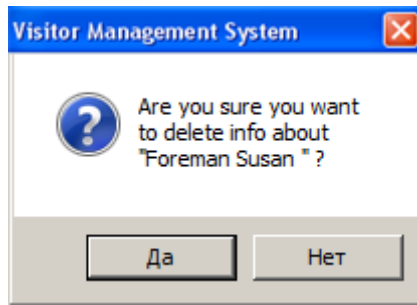 Visitor Management System
Are you sure you want
to delete info about
"Foreman Susan " ?
Да
Нет